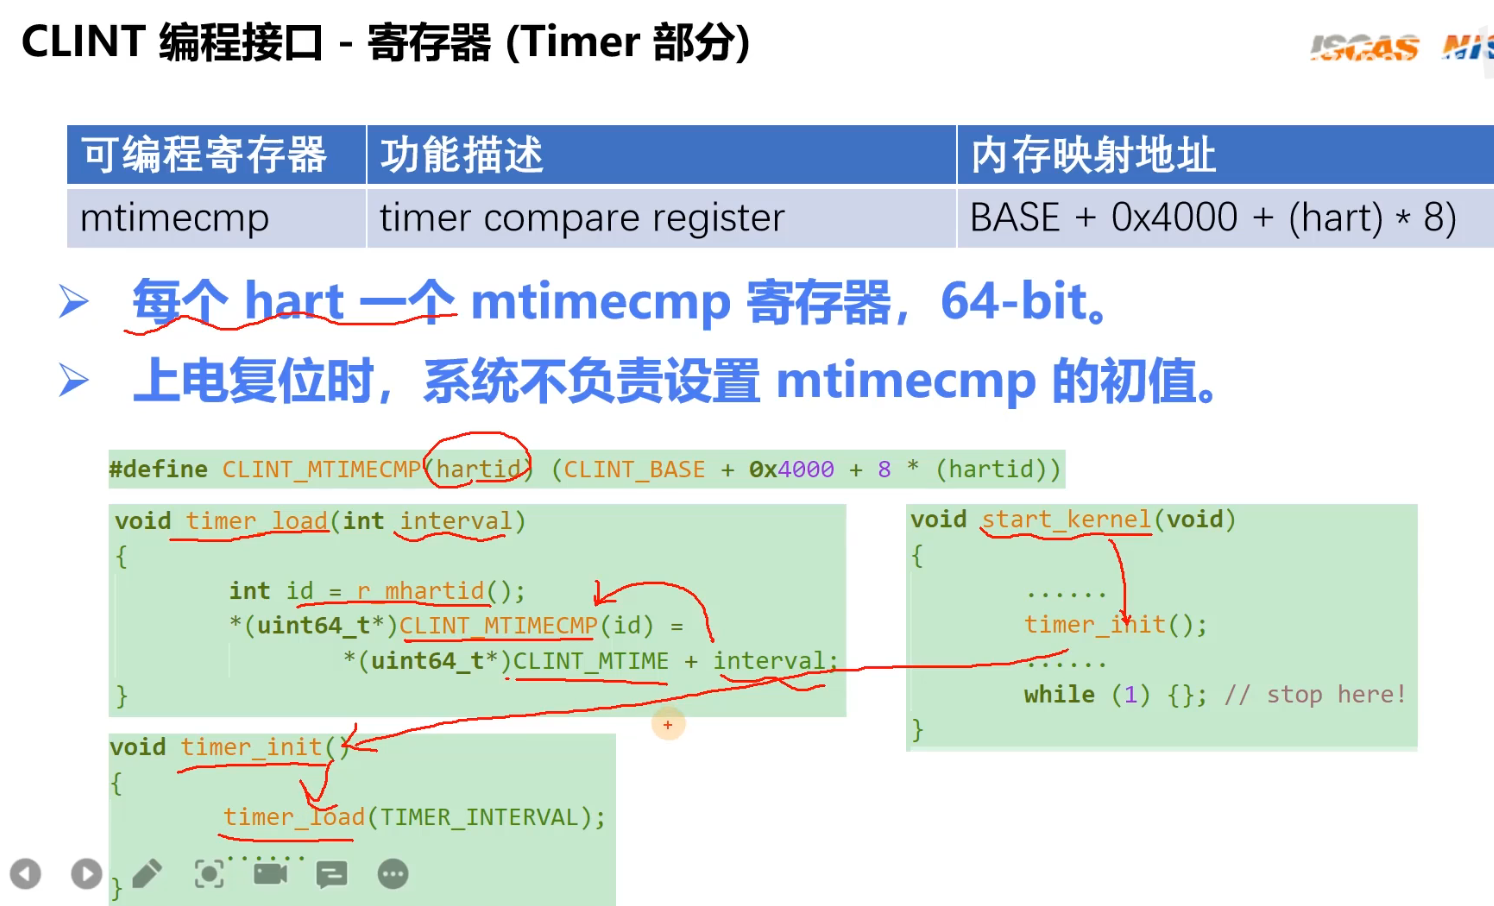 CLINT 编程接口 - 寄存器 (Timer 部分)
ISCAS
可编程寄存器 功能描述 内存映射地址
mtimecmp timer compare register BASE + 0x4000 + (hart) * 8)
➢ 每个 hart 一个 mtimecmp 寄存器，64-bit。
➢ 上电复位时，系统不负责设置 mtimecmp 的初值。
#define CLINT_MTIMECMP(hartid) (CLINT_BASE + 0x4000 + 8 * (hartid))
void timer_load(int interval)
{
int id = r_mhartid();
*(uint64_t*)CLINT_MTIMECMP(id) =
*(uint64_t*)CLINT_MTIME + interval;
}
void start_kernel(void)
{
......
timer_init();
......
while (1) {}; // stop here!
}
void timer_init()
{
timer_load(TIMER_INTERVAL);
......
}